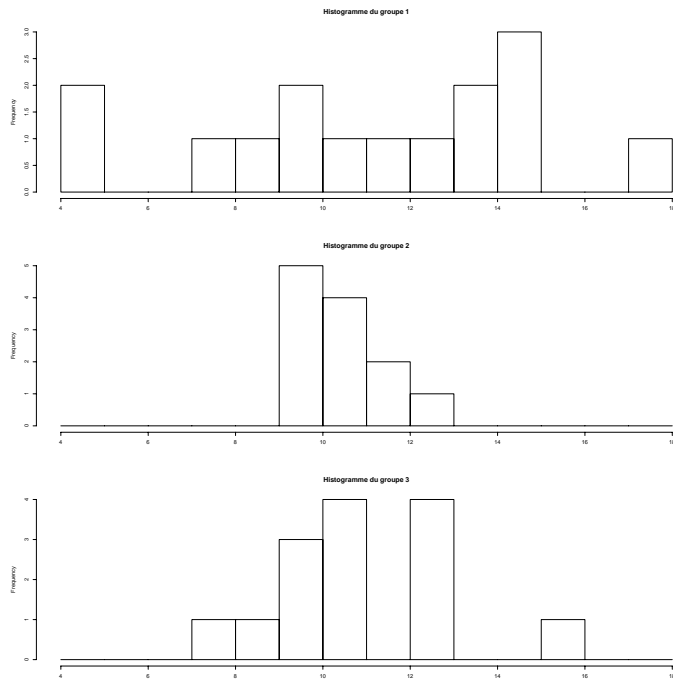 Histogramme du groupe 1
Frequency
0.0 0.5 1.0 1.5 2.0 2.5 3.0
4 6 8 10 12 14 16 18
Histogramme du groupe 2
Frequency
0 1 2 3 4 5
4 6 8 10 12 14 16 18
Histogramme du groupe 3
Frequency
0 1 2 3 4
4 6 8 10 12 14 16 18